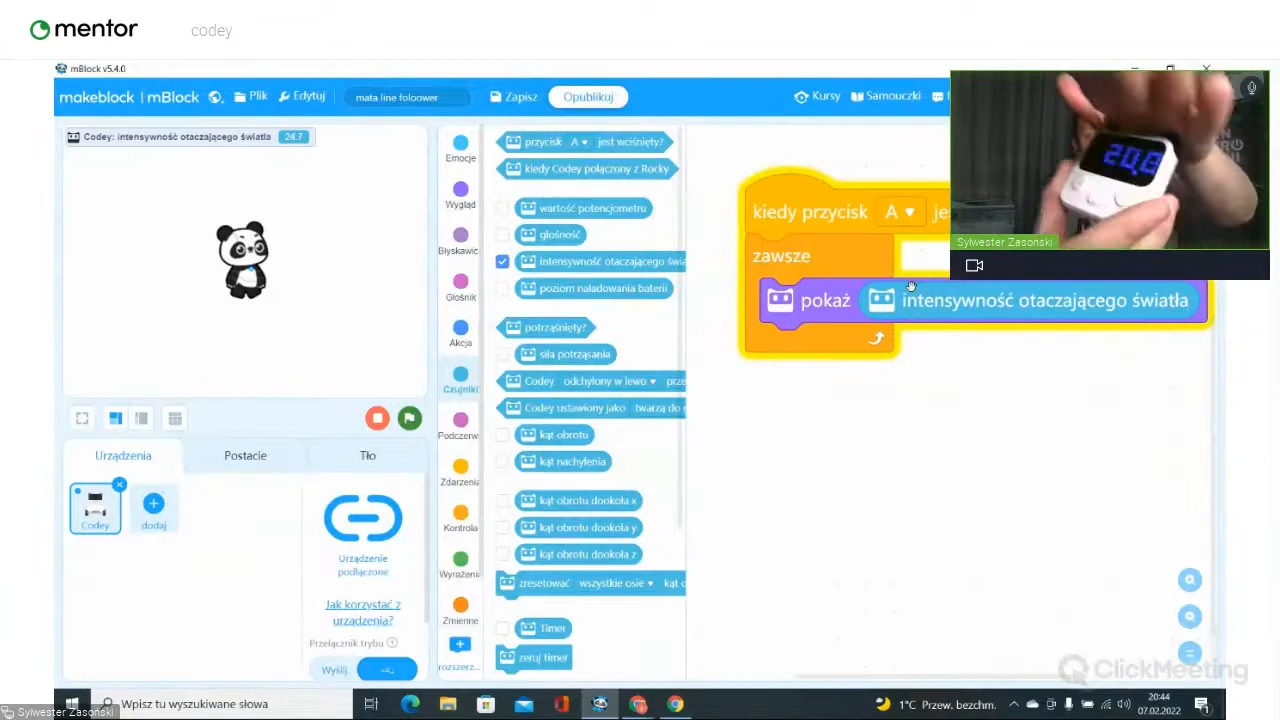 mentor
codey
mBlock v5.4.0
makeblock | mBlock
Plik
Edytuj
mata line foloower
Zapisz
Opublikuj
Kursy
Samouczki
Codey: intensywność otaczającego światła
24.7
Emocje
Wygląd
Błyskawic
Głośnik
Akcja
Czujniki
Podczerw
Zdarzenia
Kontrola
Wyrażenia
Zmienne
rozszerz...
przycisk A jest wciśnięty?
kiedy Codey połączony z Rocky
wartość potencjometru
głośność
intensywność otaczającego świa
poziom naładowania baterii
potrząśnięty?
siła potrząsania
Codey odchylony w lewo prze
Codey ustawiony jako twarzą do
kąt obrotu
kąt nachylenia
kąt obrotu dookoła x
kąt obrotu dookoła y
kąt obrotu dookoła z
zresetować wszystkie osie kąt o
Timer
zeruj timer
kiedy przycisk A je
zawsze
pokaż intensywność otaczającego światła
20,0
Sylwester Zasoński
Urządzenia
Postacie
Tło
Codey
dodaj
Urządzenie
podłączone
Jak korzystać z
urządzenia?
Przełącznik trybu
Wyślij
ClickMeeting
Wpisz tu wyszukiwane słowa
1°C Przew. bezchm.
20:44
07.02.2022
Sylwester Zasoński